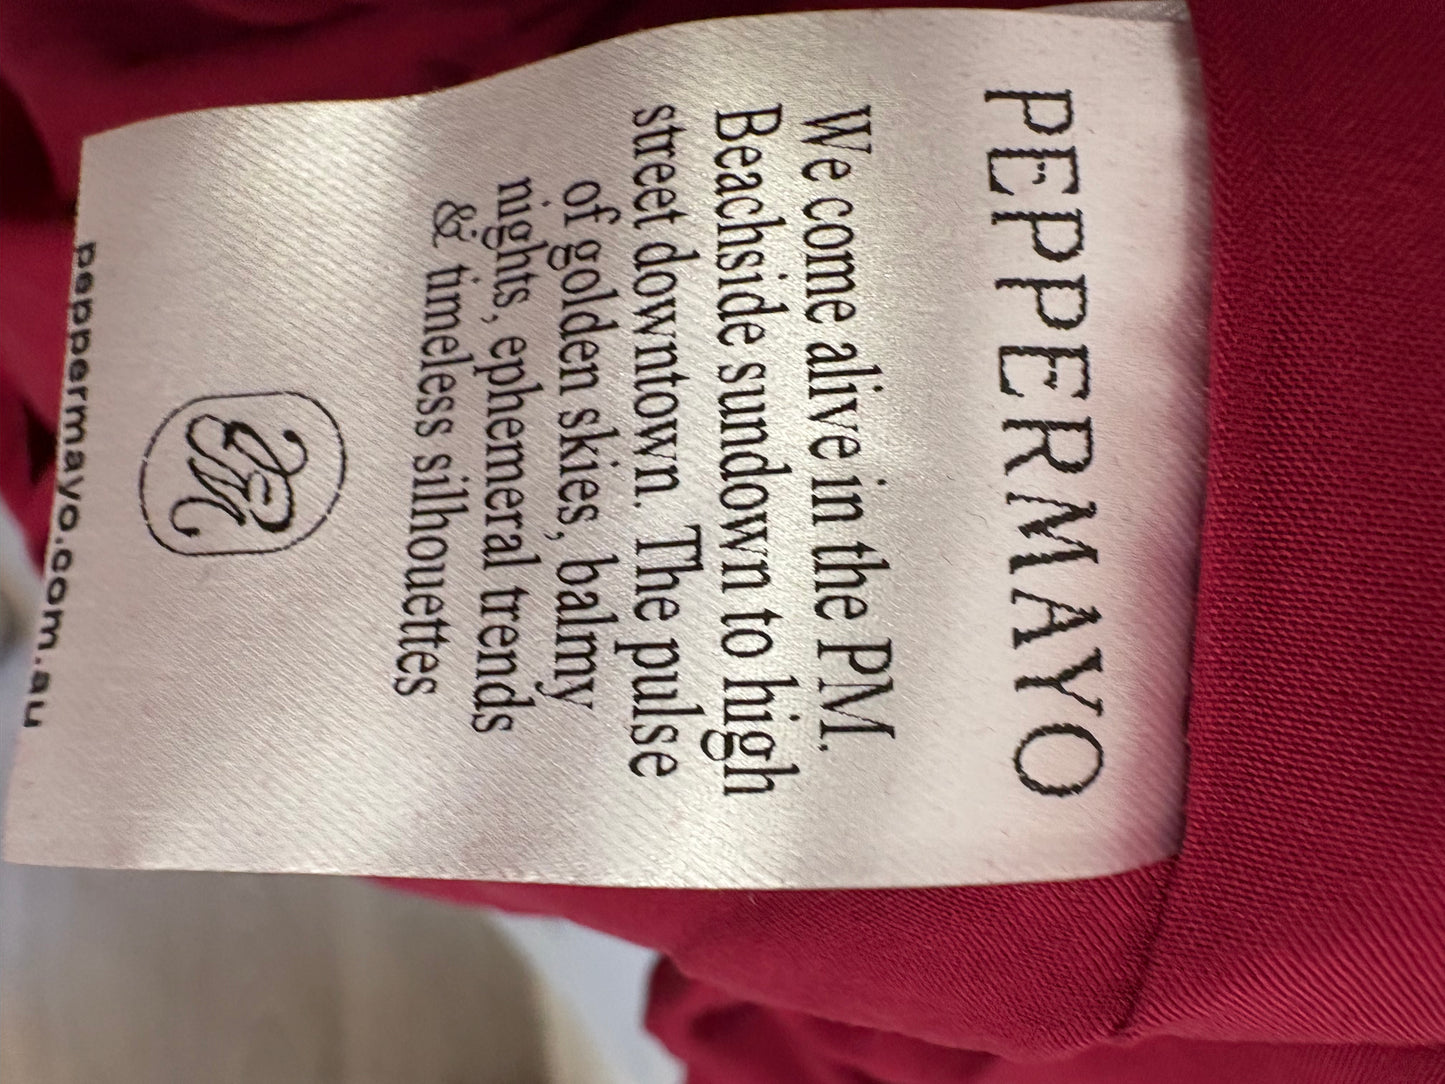 PEPPERMAYO
We come alive in the PM.
Beachside sundown to high
street downtown. The pulse
of golden skies, balmy
nights, ephemeral trends
& timeless silhouettes
PM
peppermayo.com.au